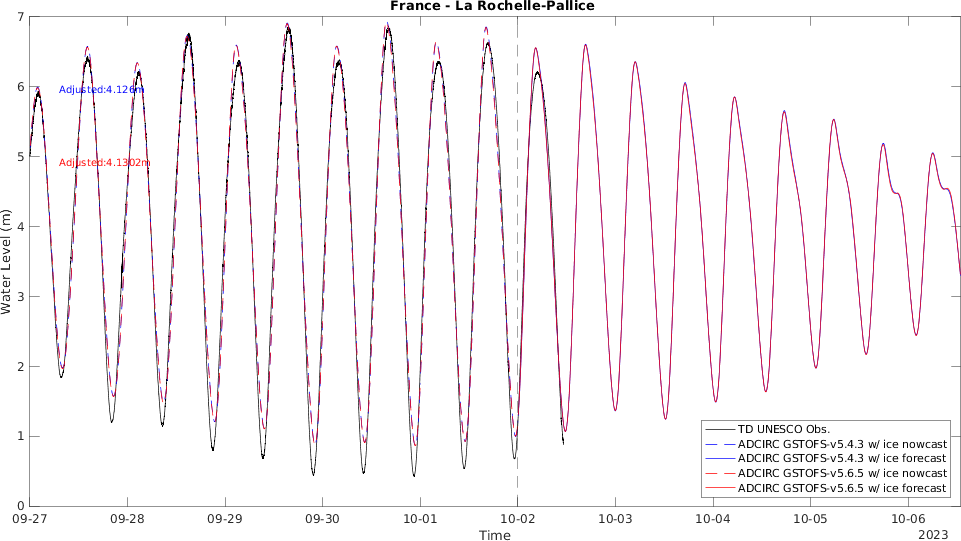 France - La Rochelle-Pallice
7
6
5
4
3
2
1
0
Water Level (m)
Adjusted:4.126m
Adjusted:4.1302m
TD UNESCO Obs.
ADCIRC GSTOFS-v5.4.3 w/ ice nowcast
ADCIRC GSTOFS-v5.4.3 w/ ice forecast
ADCIRC GSTOFS-v5.6.5 w/ ice nowcast
ADCIRC GSTOFS-v5.6.5 w/ ice forecast
09-27 09-28 09-29 09-30 10-01 10-02 10-03 10-04 10-05 10-06
Time
2023